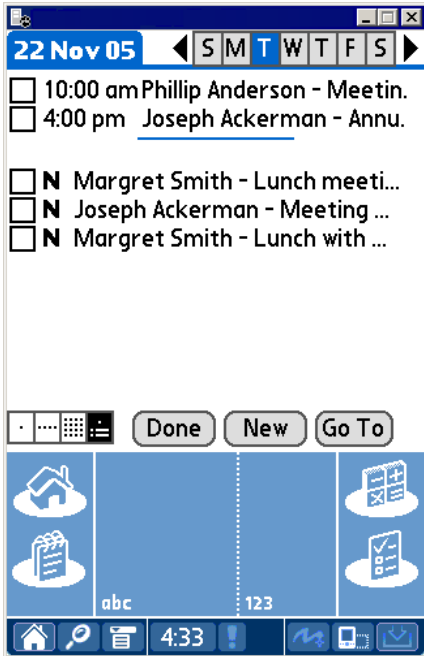 22 Nov 05 S M T W T F S
10:00 am Phillip Anderson - Meetin.
4:00 pm Joseph Ackerman - Annu.
N Margret Smith - Lunch meeti...
N Joseph Ackerman - Meeting ...
N Margret Smith - Lunch with ...
Done New Go To
abc 123
4:33